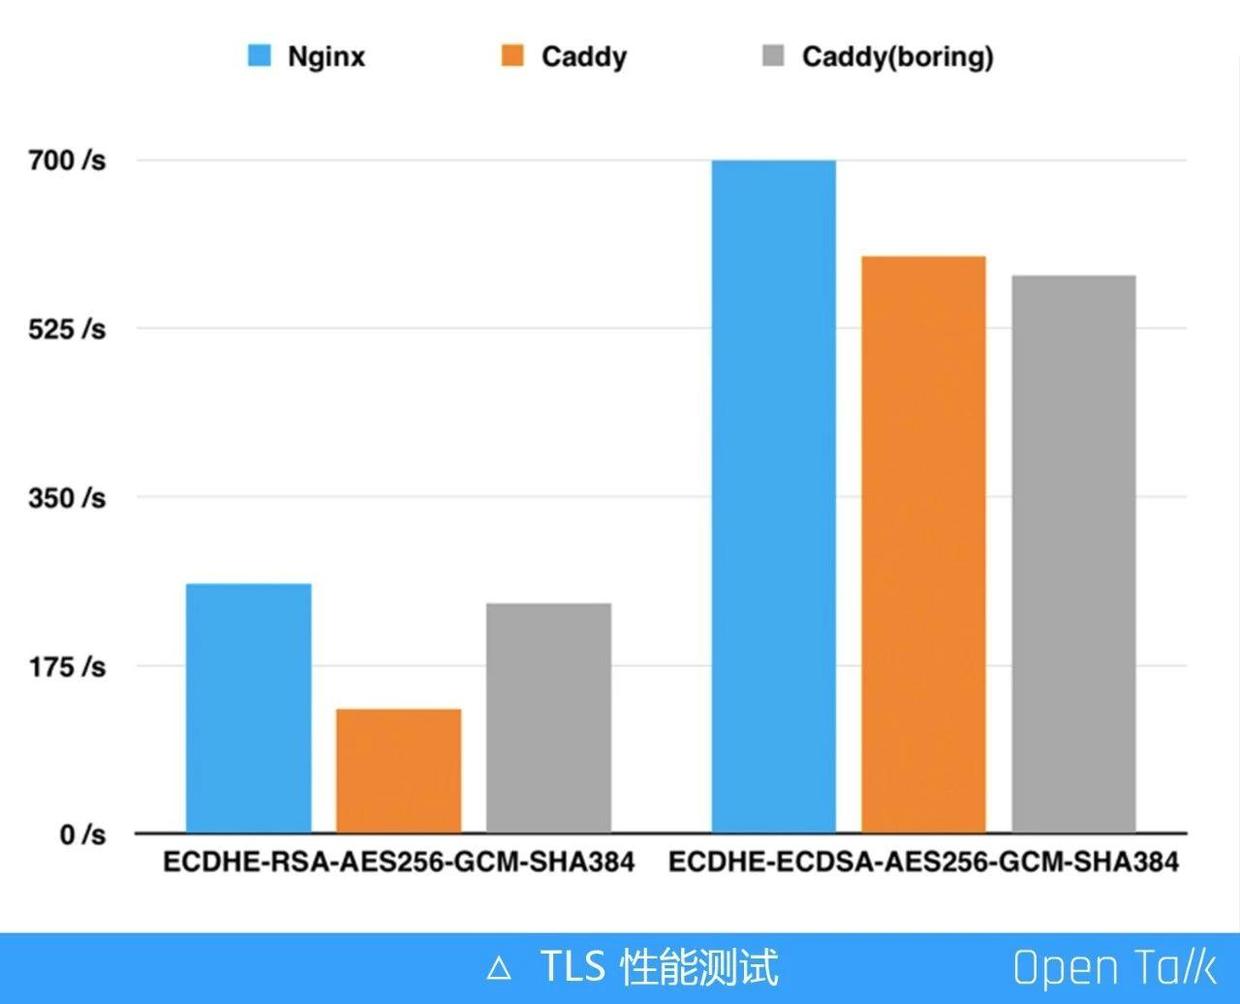 Nginx Caddy Caddy(boring)
700 /s
525 /s
350 /s
175 /s
0 /s
ECDHE-RSA-AES256-GCM-SHA384 ECDHE-ECDSA-AES256-GCM-SHA384
△ TLS 性能测试 Open Talk